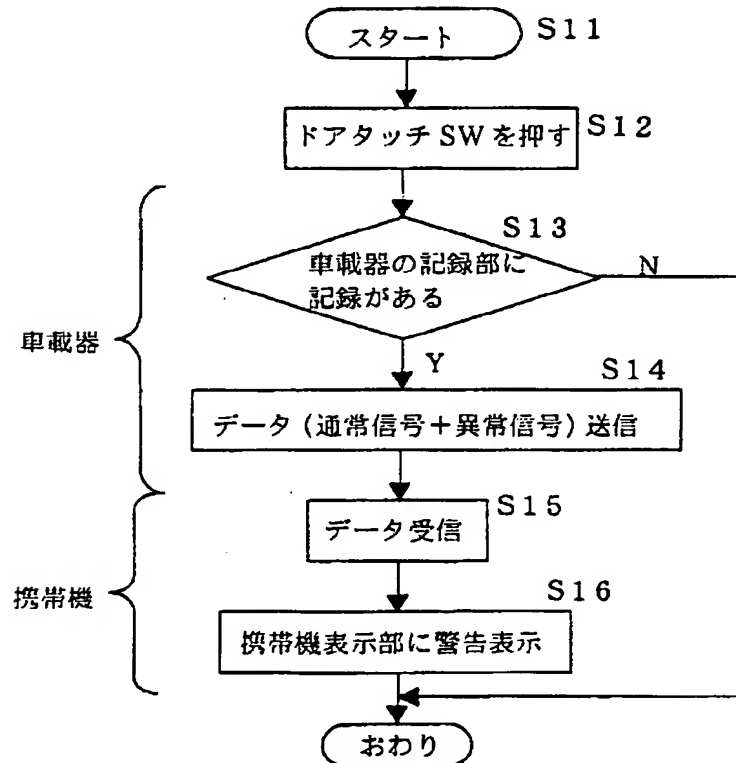 スタート
S11
ドアタッチSWを押す
S12
S13
車載器の記録部に
記録がある
N
Y
車載器
S14
データ(通常信号+異常信号)送信
S15
データ受信
携帯機
S16
携帯機表示部に警告表示
おわり